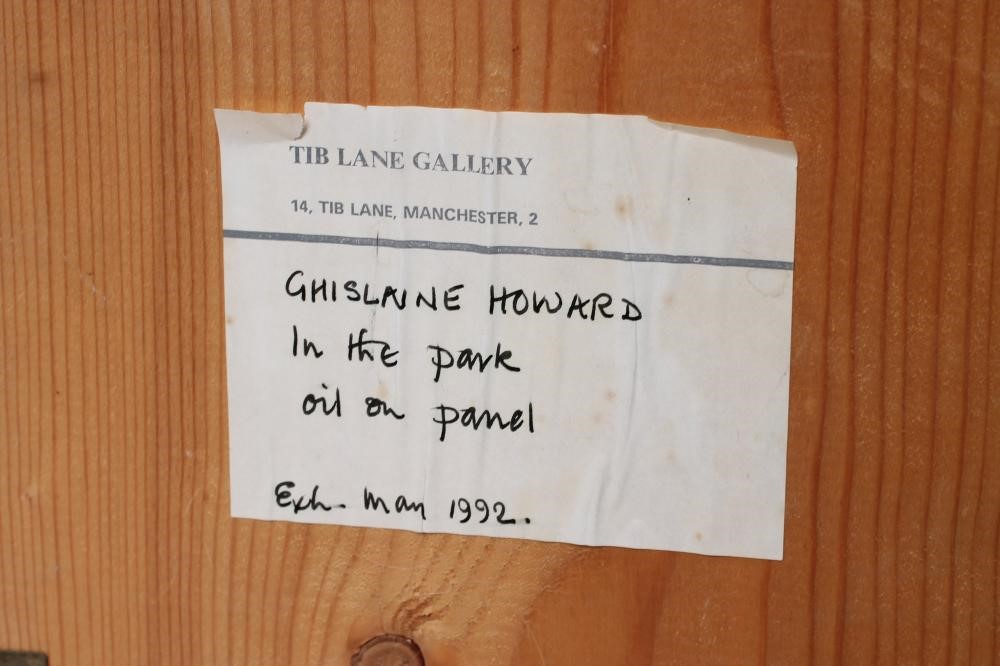 TIB LANE GALLERY
14, TIB LANE, MANCHESTER, 2
GHISLAINE HOWARD
In the park
oil on panel
Exh. May 1992.